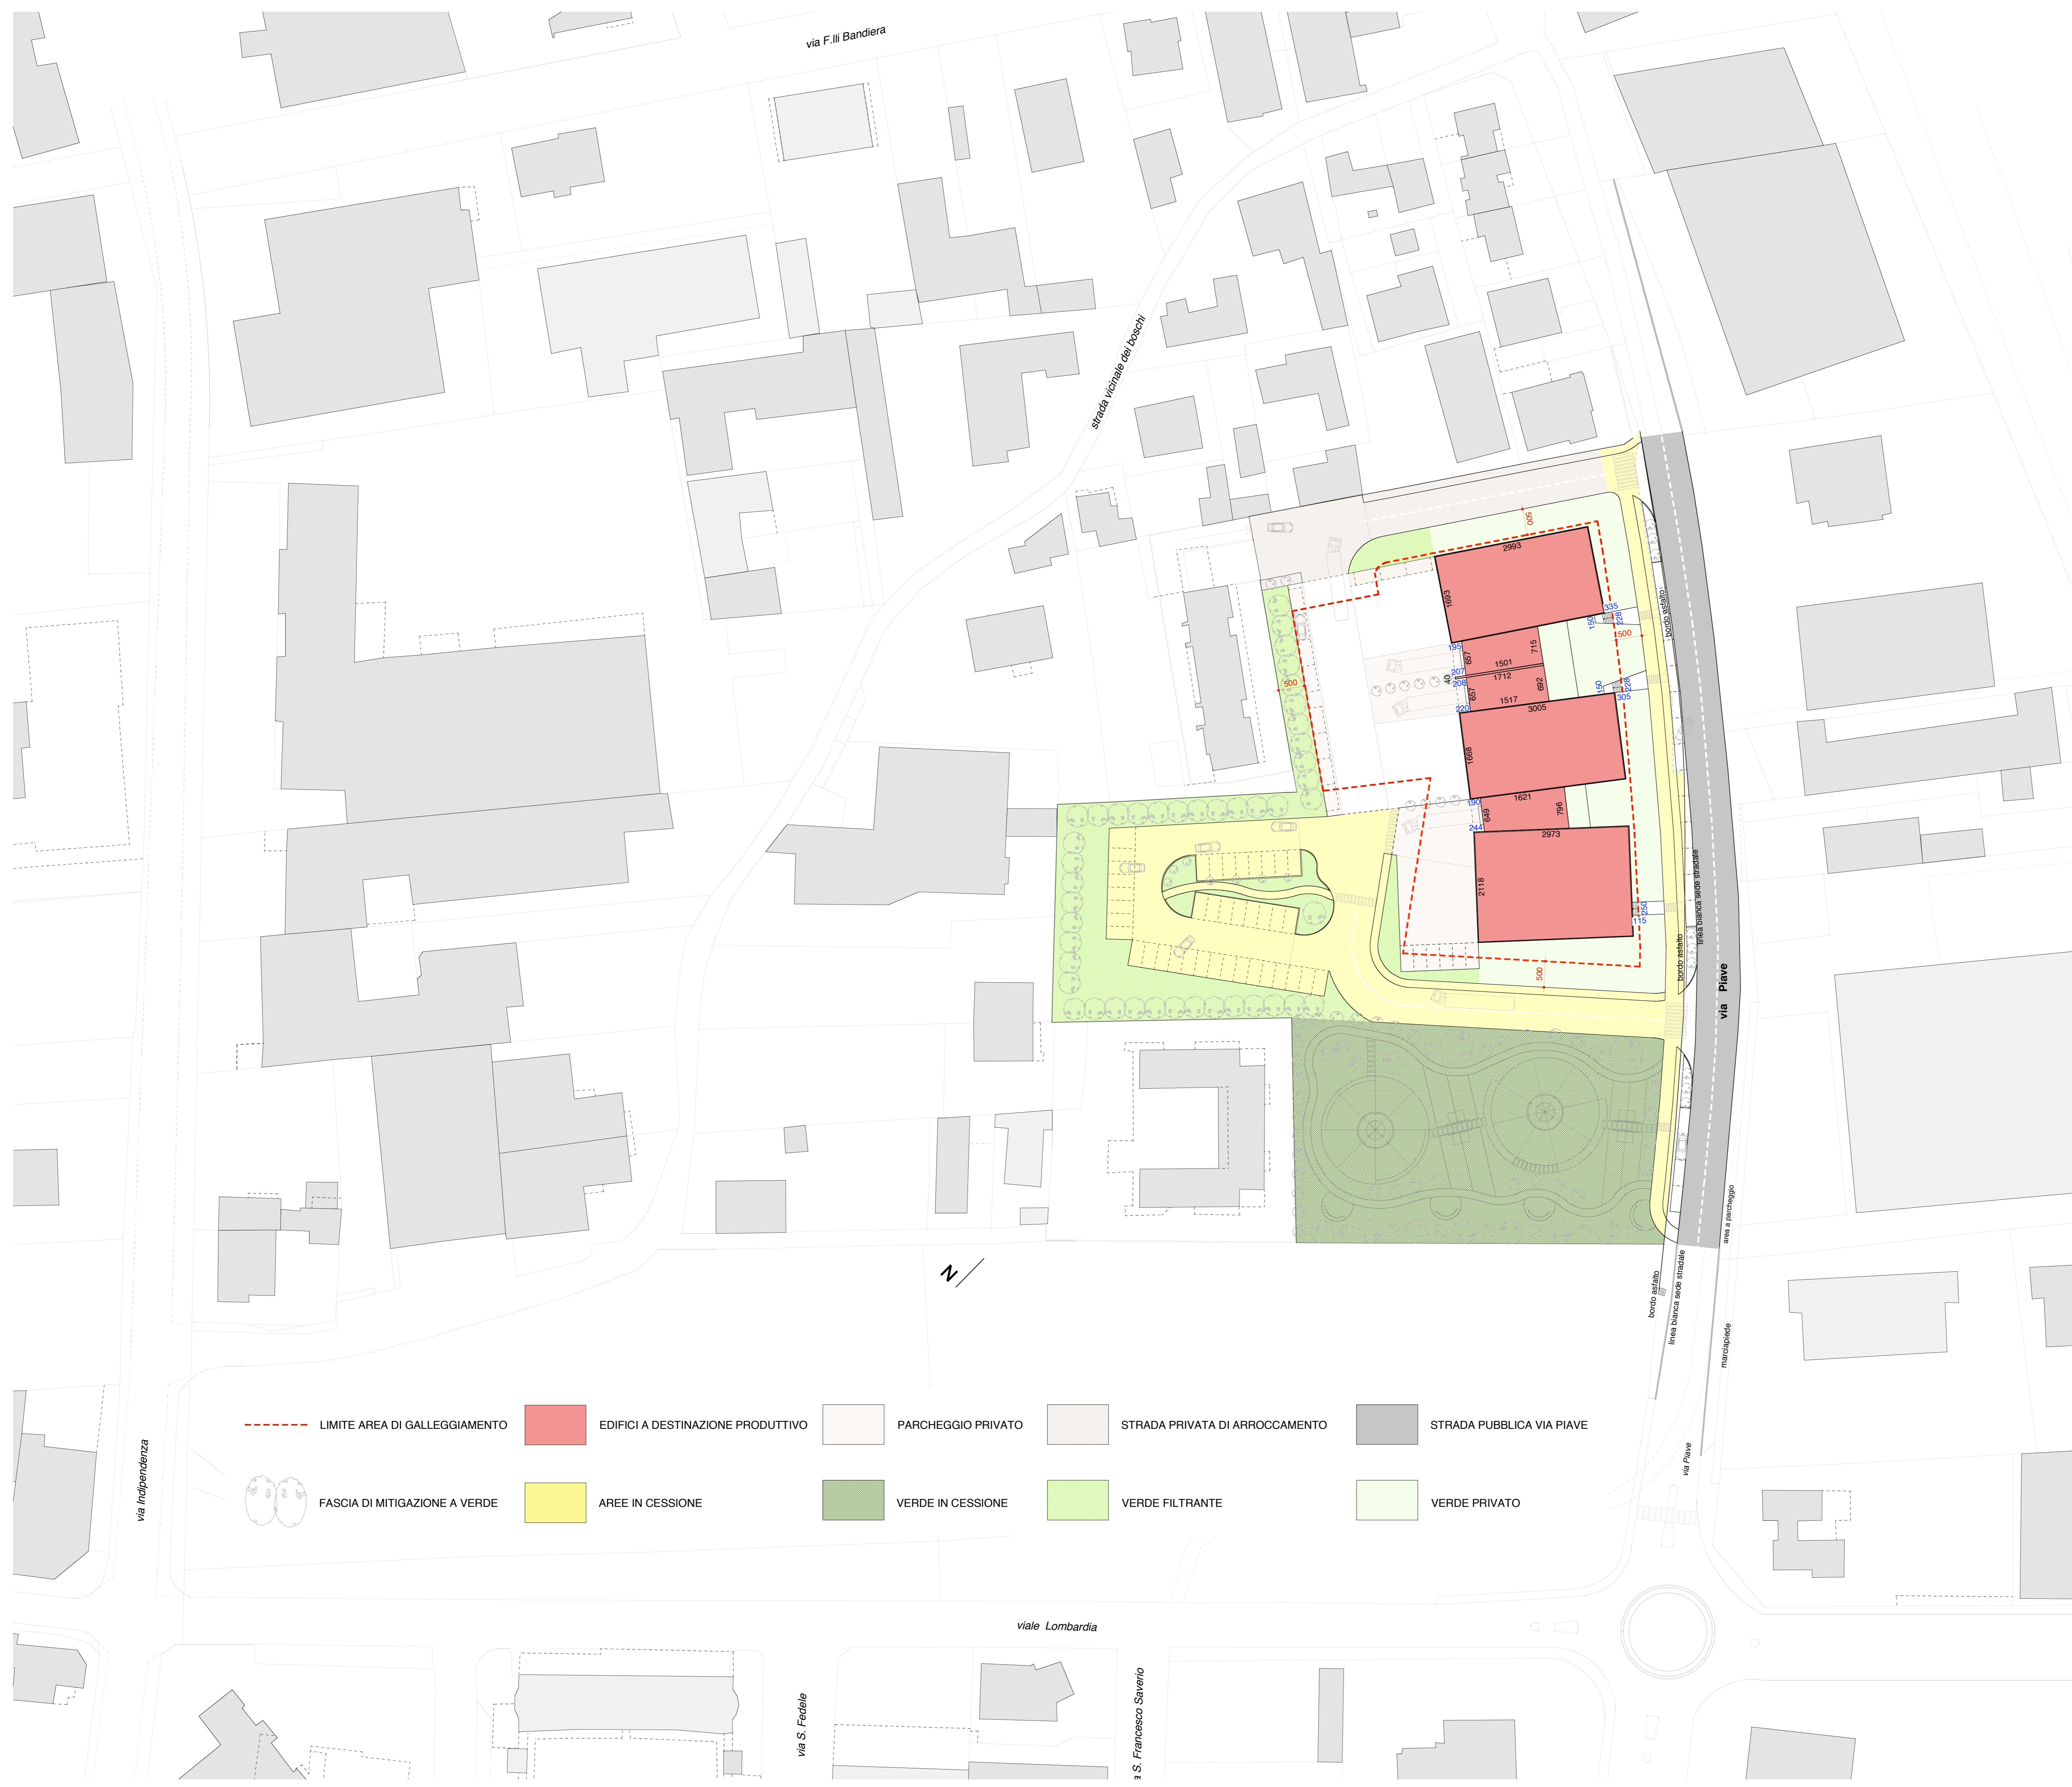 via F.lli Bandiera
strada vicinale dei boschi
500
2993
1693
335
150
228
bordo asfalto
1500
195
657
715
1501
207
40
1712
208
657
692
150
228
305
500
220
1517
3005
1668
190
1621
649
796
244
2973
linea bianca sede stradale
2118
250
115
bordo asfalto
500
via Piave
area a parcheggio
N
bordo asfalto
linea bianca sede stradale
marciapiede
LIMITE AREA DI GALLEGGIAMENTO
EDIFICI A DESTINAZIONE PRODUTTIVO
PARCHEGGIO PRIVATO
STRADA PRIVATA DI ARROCCAMENTO
STRADA PUBBLICA VIA PIAVE
via Piave
via Indipendenza
FASCIA DI MITIGAZIONE A VERDE
AREE IN CESSIONE
VERDE IN CESSIONE
VERDE FILTRANTE
VERDE PRIVATO
viale Lombardia
via S. Fedele
a S. Francesco Saverio